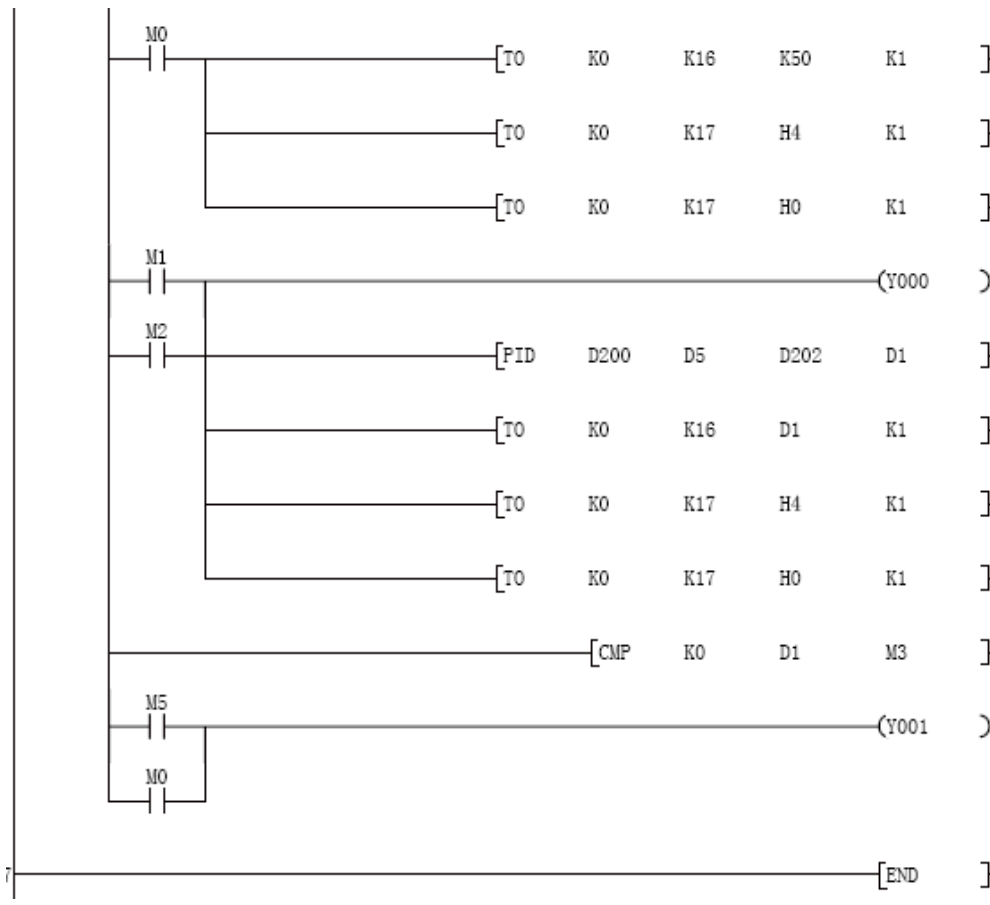 M0
[TO K0 K16 K50 K1 ]
[TO K0 K17 H4 K1 ]
[TO K0 K17 H0 K1 ]
M1
(Y000 )
M2
[PID D200 D5 D202 D1 ]
[TO K0 K16 D1 K1 ]
[TO K0 K17 H4 K1 ]
[TO K0 K17 H0 K1 ]
[CMP K0 D1 M3 ]
M5
(Y001 )
M0
[END ]